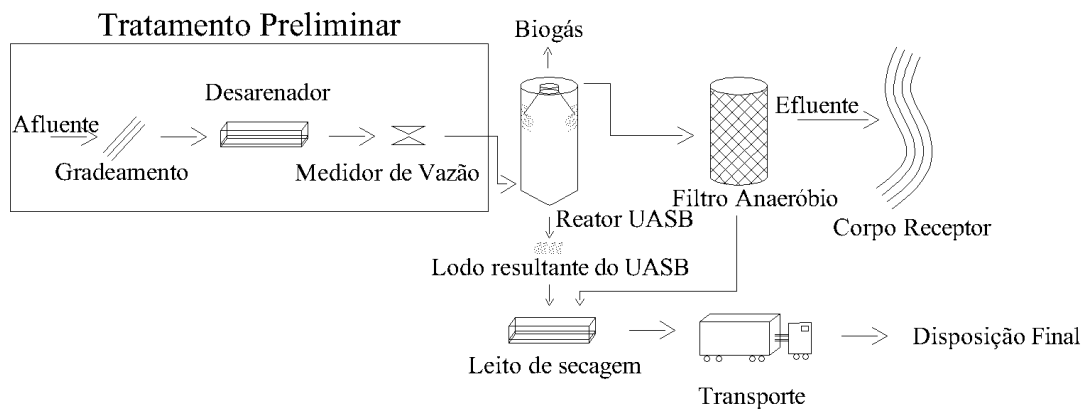 Tratamento Preliminar
Biogás
Desarenador
Afluente
Efluente
Gradeamento
Medidor de Vazão
Filtro Anaeróbio
Reator UASB
Corpo Receptor
Lodo resultante do UASB
Disposição Final
Leito de secagem
Transporte